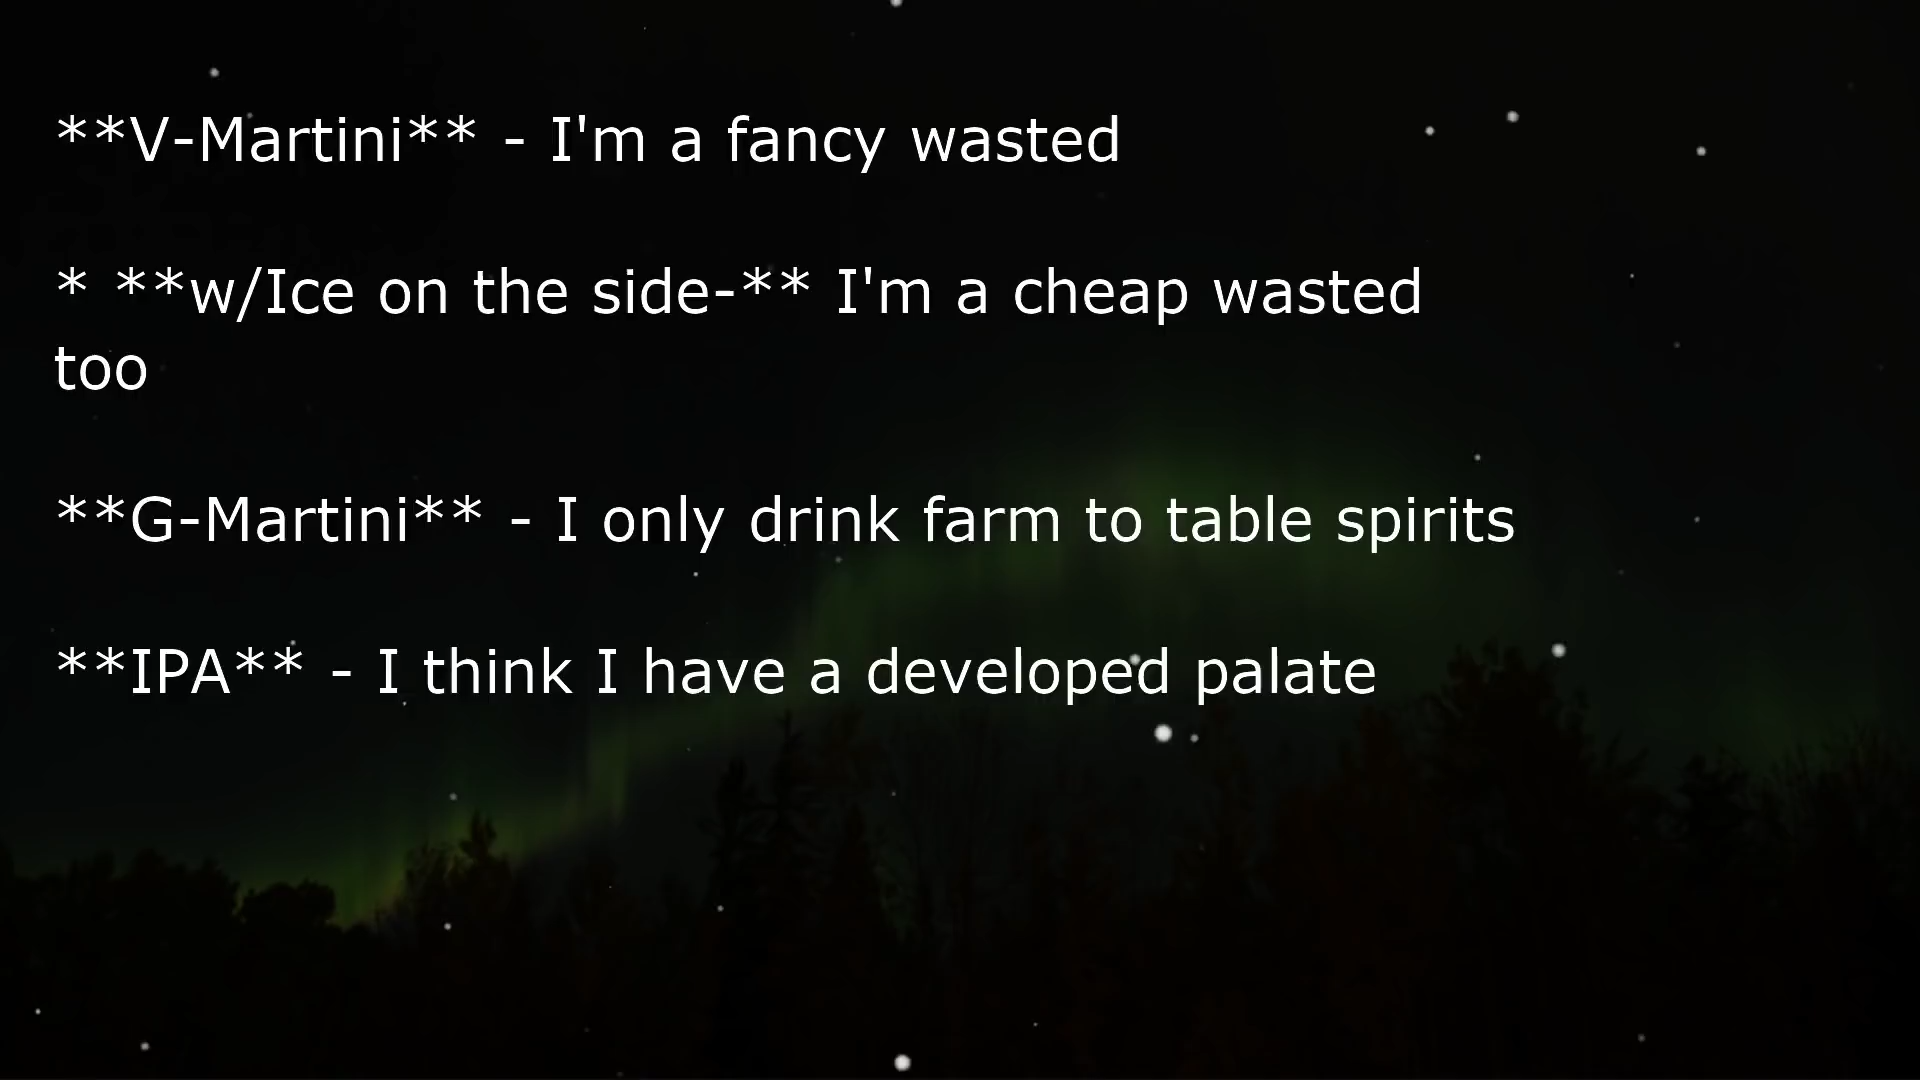 **V-Martini** - I'm a fancy wasted
* **w/Ice on the side-** I'm a cheap wasted
too
**G-Martini** - I only drink farm to table spirits
**IPA** - I think I have a developed palate